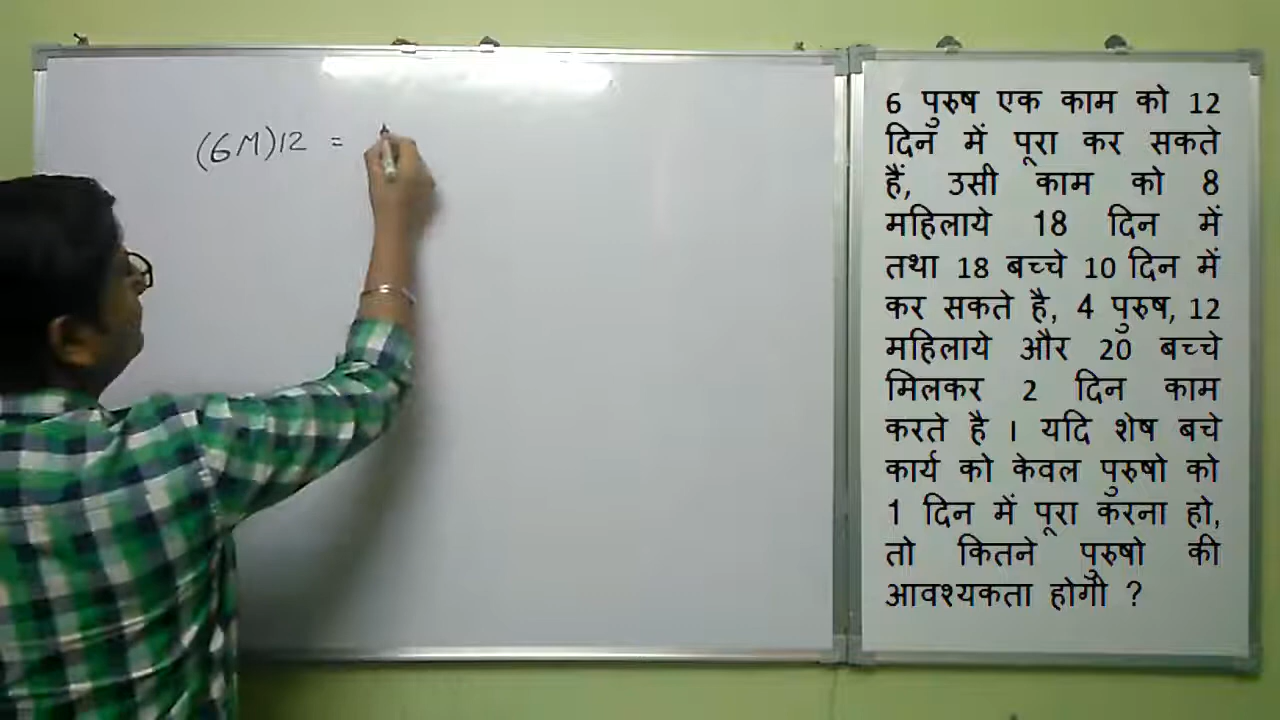 (6M)12 =
6 पुरुष एक काम को 12
दिन में पूरा कर सकते
हैं, उसी काम को 8
महिलाये 18 दिन में
तथा 18 बच्चे 10 दिन में
कर सकते है, 4 पुरुष, 12
महिलाये और 20 बच्चे
मिलकर 2 दिन काम
करते है । यदि शेष बचे
कार्य को केवल पुरुषो को
1 दिन में पूरा करना हो,
तो कितने पुरुषो की
आवश्यकता होगी ?